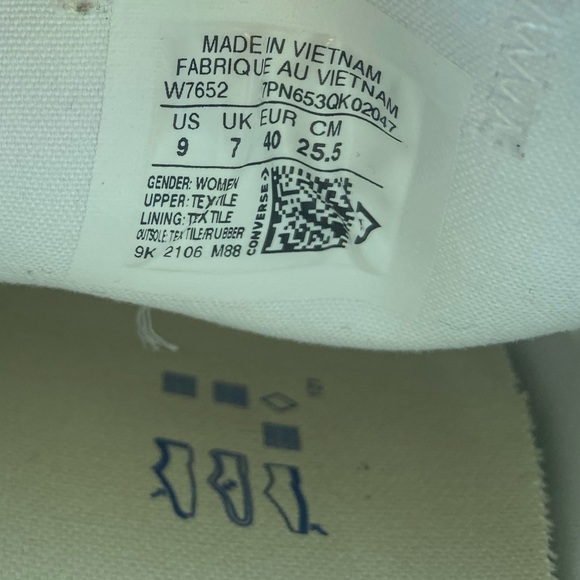 MADE IN VIETNAM
FABRIQUE AU VIETNAM
W7652 7PN653QK02047
US UK EUR CM
9 7 40 25.5
GENDER: WOMEN
UPPER: TEXTILE
LINING: TEXTILE
OUTSOLE: TEXTILE/RUBBER
9K 2106 M88
CONVERSE